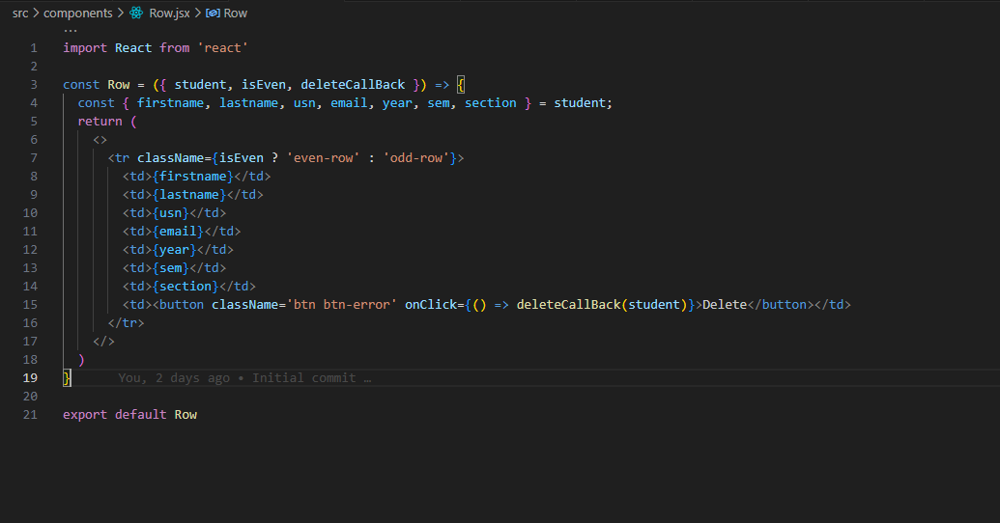 src > components > Row.jsx > Row
...
1 import React from 'react'
2
3 const Row = ({ student, isEven, deleteCallBack }) => {
4   const { firstname, lastname, usn, email, year, sem, section } = student;
5   return (
6     <>
7       <tr className={isEven ? 'even-row' : 'odd-row'}>
8         <td>{firstname}</td>
9         <td>{lastname}</td>
10         <td>{usn}</td>
11         <td>{email}</td>
12         <td>{year}</td>
13         <td>{sem}</td>
14         <td>{section}</td>
15         <td><button className='btn btn-error' onClick={() => deleteCallBack(student)}>Delete</button></td>
16       </tr>
17     </>
18   )
19 } You, 2 days ago • Initial commit …
20
21 export default Row